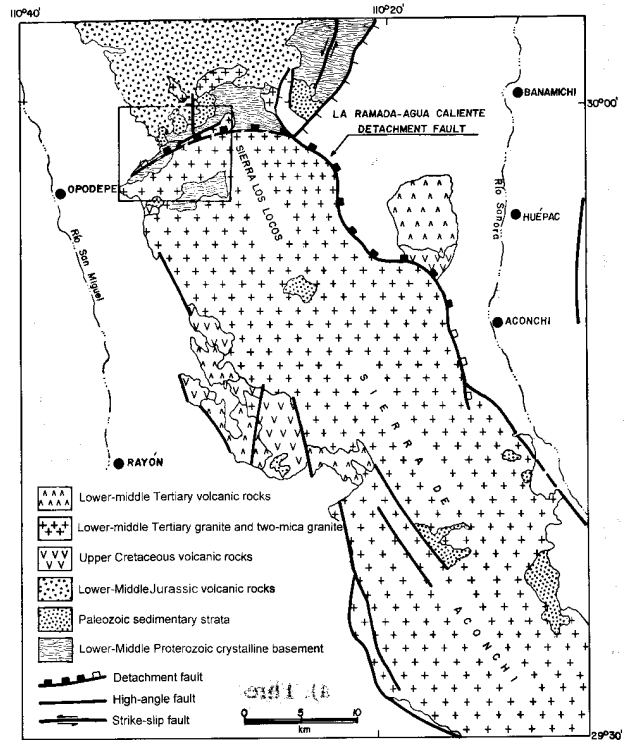 110°40'
110°20'
BANAMICHI
30°00'
LA RAMADA-AGUA CALIENTE
DETACHMENT FAULT
OPODEPE
SIERRA LOS LOCOS
Río Sonora
HUÉPAC
Río San Miguel
ACONCHI
SIERRA DE ACONCHI
RAYÓN
Lower-middle Tertiary volcanic rocks
Lower-middle Tertiary granite and two-mica granite
Upper Cretaceous volcanic rocks
Lower-MiddleJurassic volcanic rocks
Paleozoic sedimentary strata
Lower-Middle Proterozoic crystalline basement
Detachment fault
High-angle fault
Strike-slip fault
0 5 10
km
29°30'